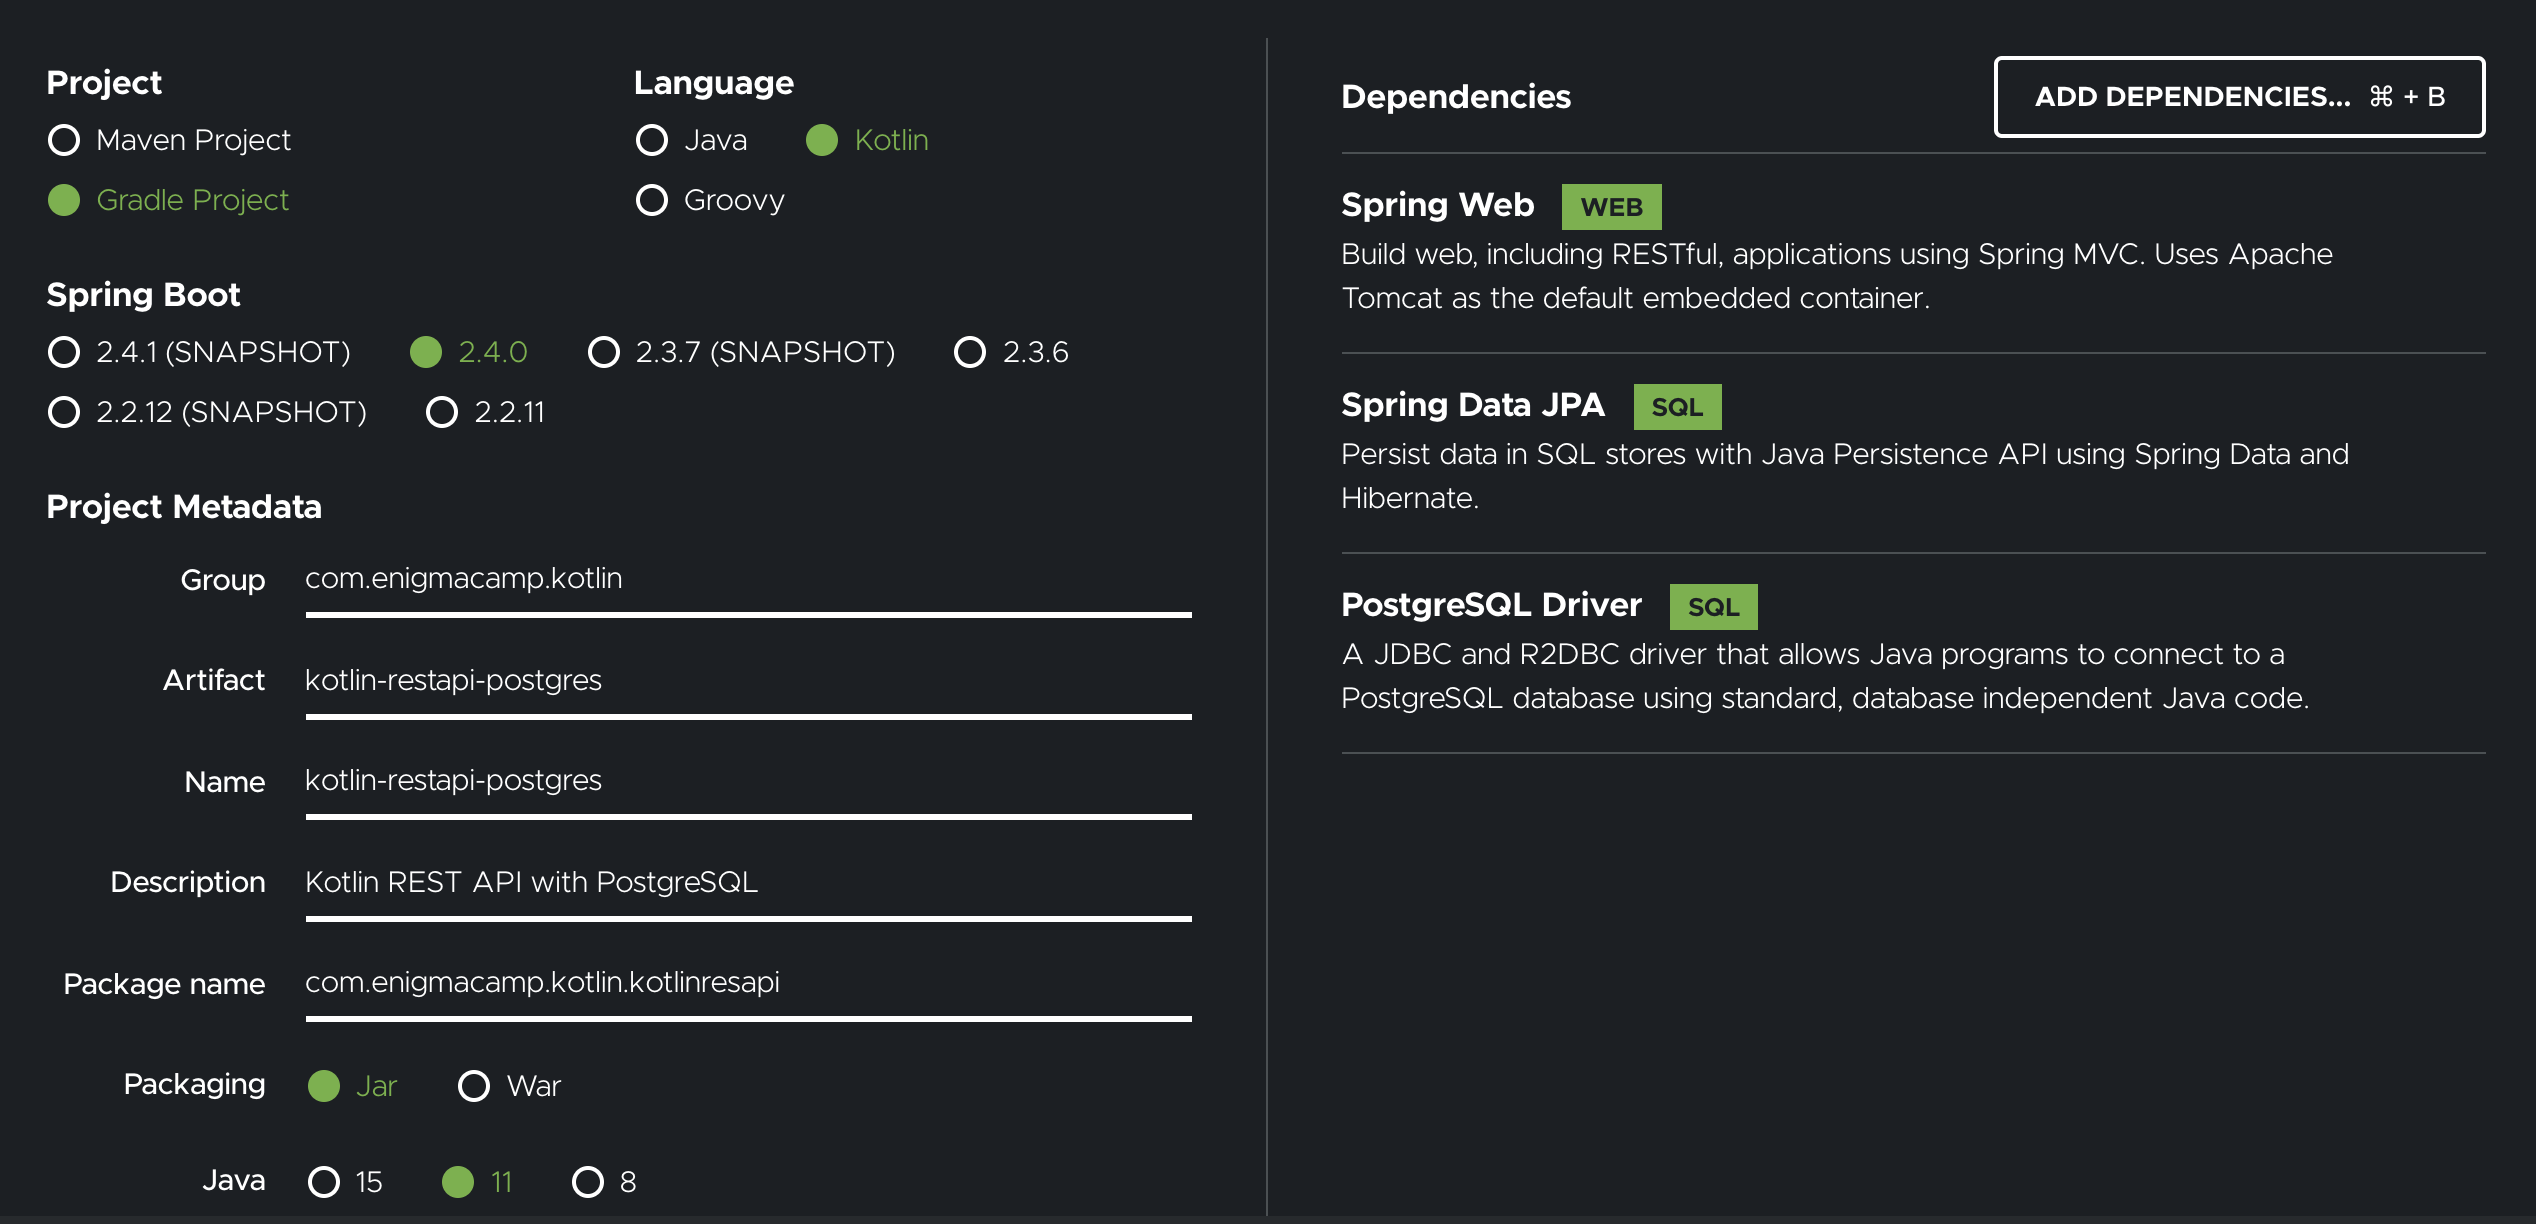 Project
Maven Project
Gradle Project
Language
Java Kotlin
Groovy
Spring Boot
2.4.1 (SNAPSHOT) 2.4.0 2.3.7 (SNAPSHOT) 2.3.6
2.2.12 (SNAPSHOT) 2.2.11
Project Metadata
Group com.enigmacamp.kotlin
Artifact kotlin-restapi-postgres
Name kotlin-restapi-postgres
Description Kotlin REST API with PostgreSQL
Package name com.enigmacamp.kotlin.kotlinresapi
Packaging Jar War
Java 15 11 8
Dependencies
ADD DEPENDENCIES... ⌘ + B
Spring Web WEB
Build web, including RESTful, applications using Spring MVC. Uses Apache
Tomcat as the default embedded container.
Spring Data JPA SQL
Persist data in SQL stores with Java Persistence API using Spring Data and
Hibernate.
PostgreSQL Driver SQL
A JDBC and R2DBC driver that allows Java programs to connect to a
PostgreSQL database using standard, database independent Java code.